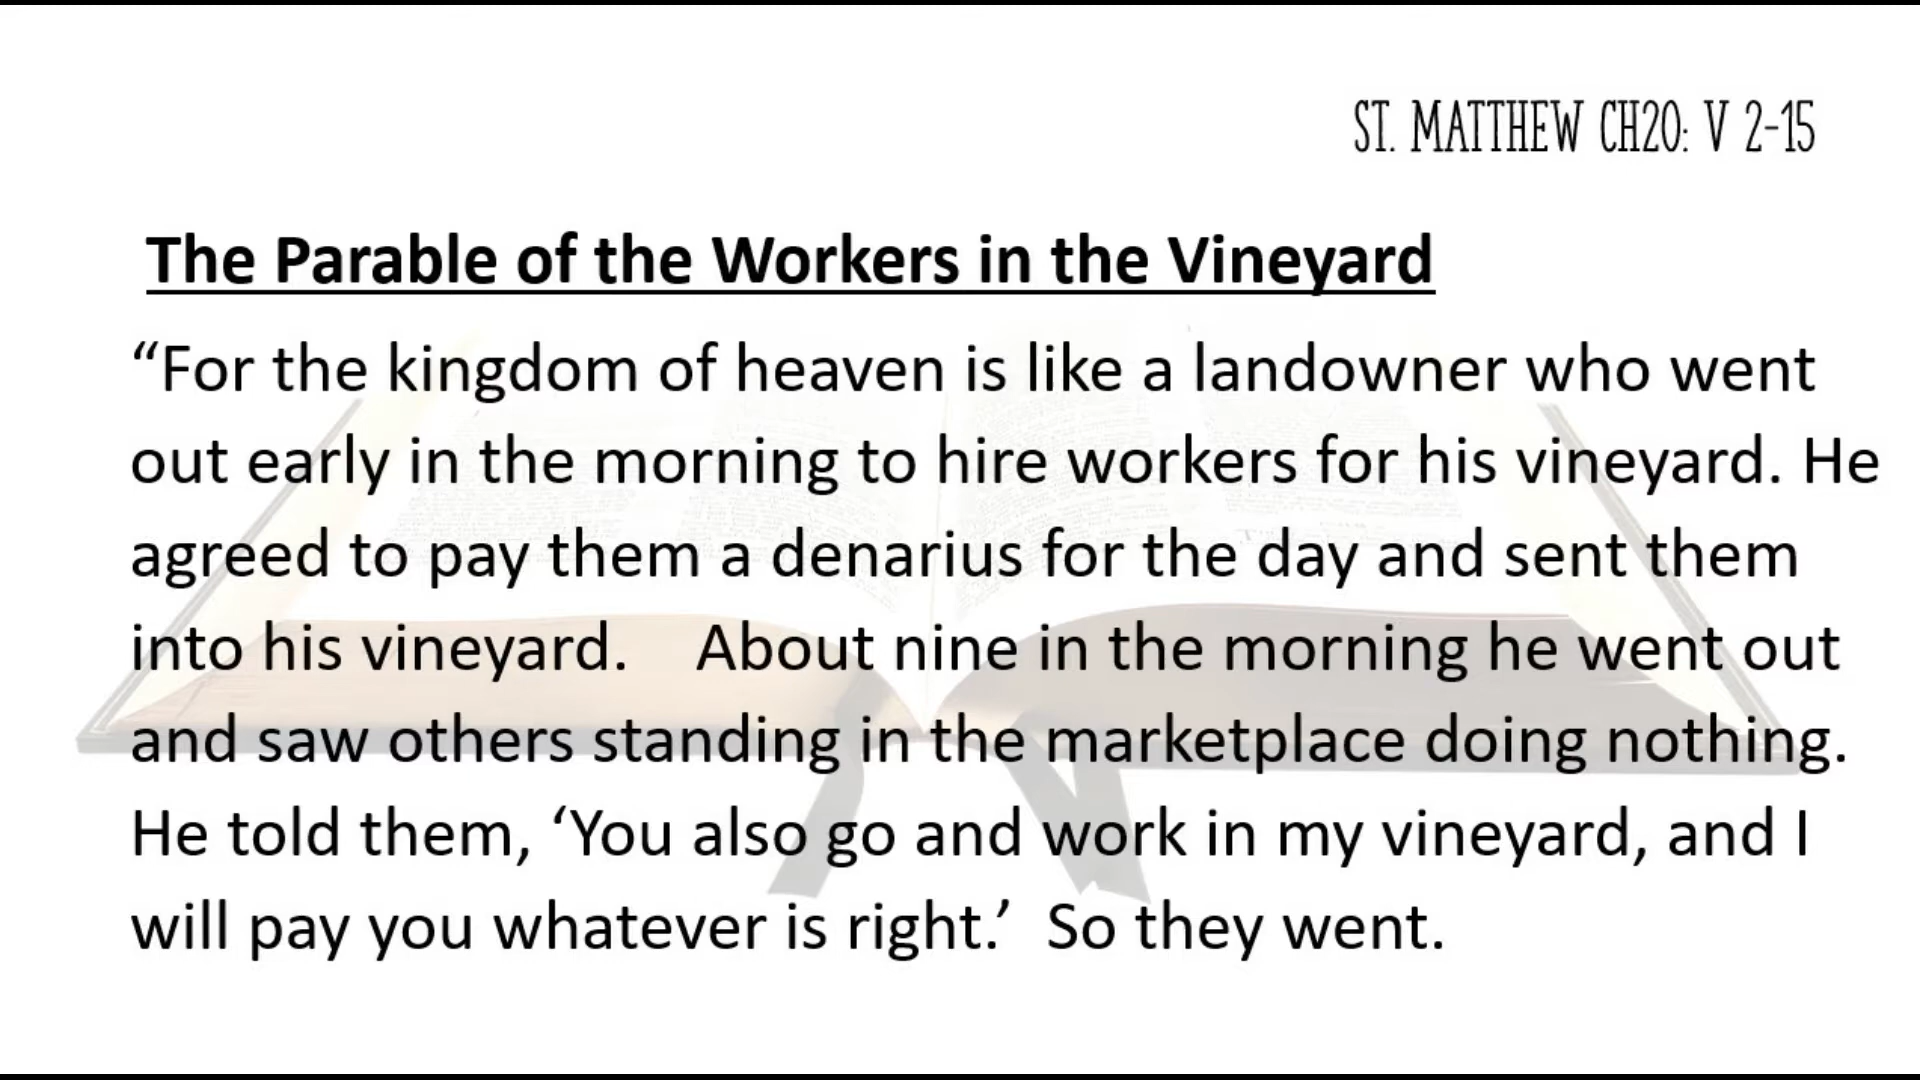 ST. MATTHEW CH20: V 2-15
The Parable of the Workers in the Vineyard
“For the kingdom of heaven is like a landowner who went
out early in the morning to hire workers for his vineyard. He
agreed to pay them a denarius for the day and sent them
into his vineyard. About nine in the morning he went out
and saw others standing in the marketplace doing nothing.
He told them, ‘You also go and work in my vineyard, and I
will pay you whatever is right.’ So they went.